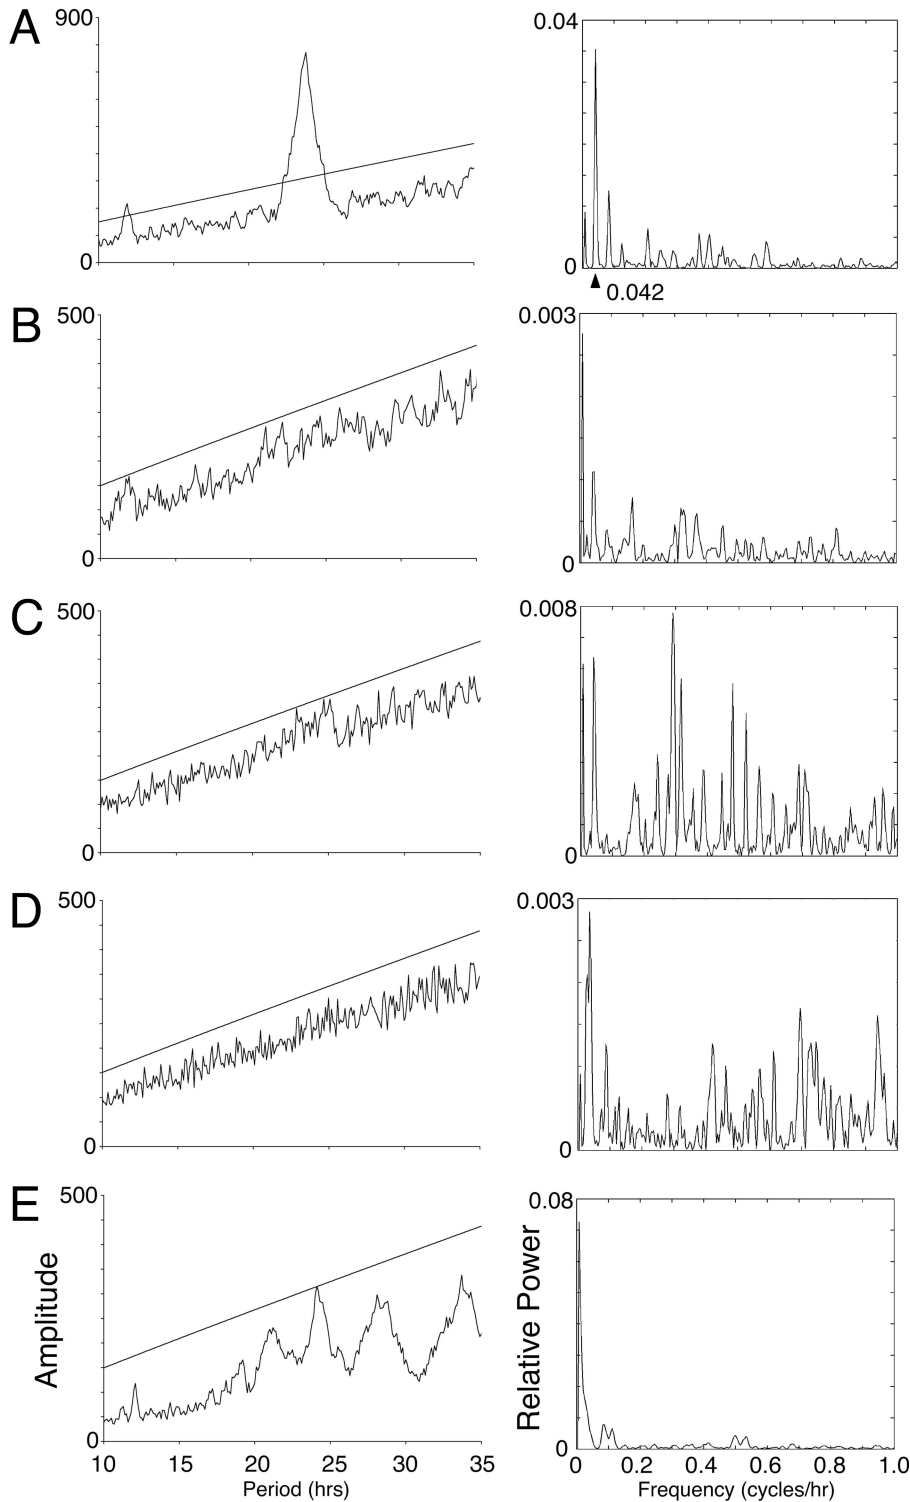 A
900
0
0.04
0
0.042
B
500
0
0.003
0
C
500
0
0.008
0
D
500
0
0.003
0
E
500
0
Amplitude
10 15 20 25 30 35
Period (hrs)
0.08
0
Relative Power
0 0.2 0.4 0.6 0.8 1.0
Frequency (cycles/hr)